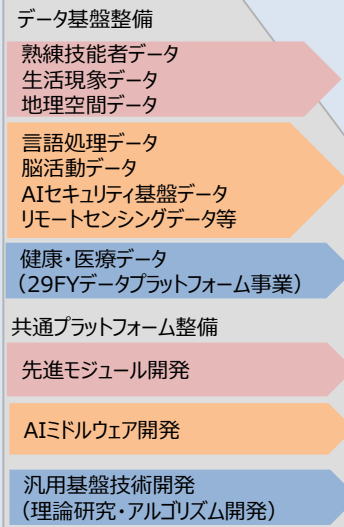 データ基盤整備
熟練技能者データ
生活現象データ
地理空間データ
言語処理データ
脳活動データ
AIセキュリティ基盤データ
リモートセンシングデータ等
健康・医療データ
（29FYデータプラットフォーム事業）
共通プラットフォーム整備
先進モジュール開発
AIミドルウェア開発
汎用基盤技術開発
（理論研究・アルゴリズム開発）